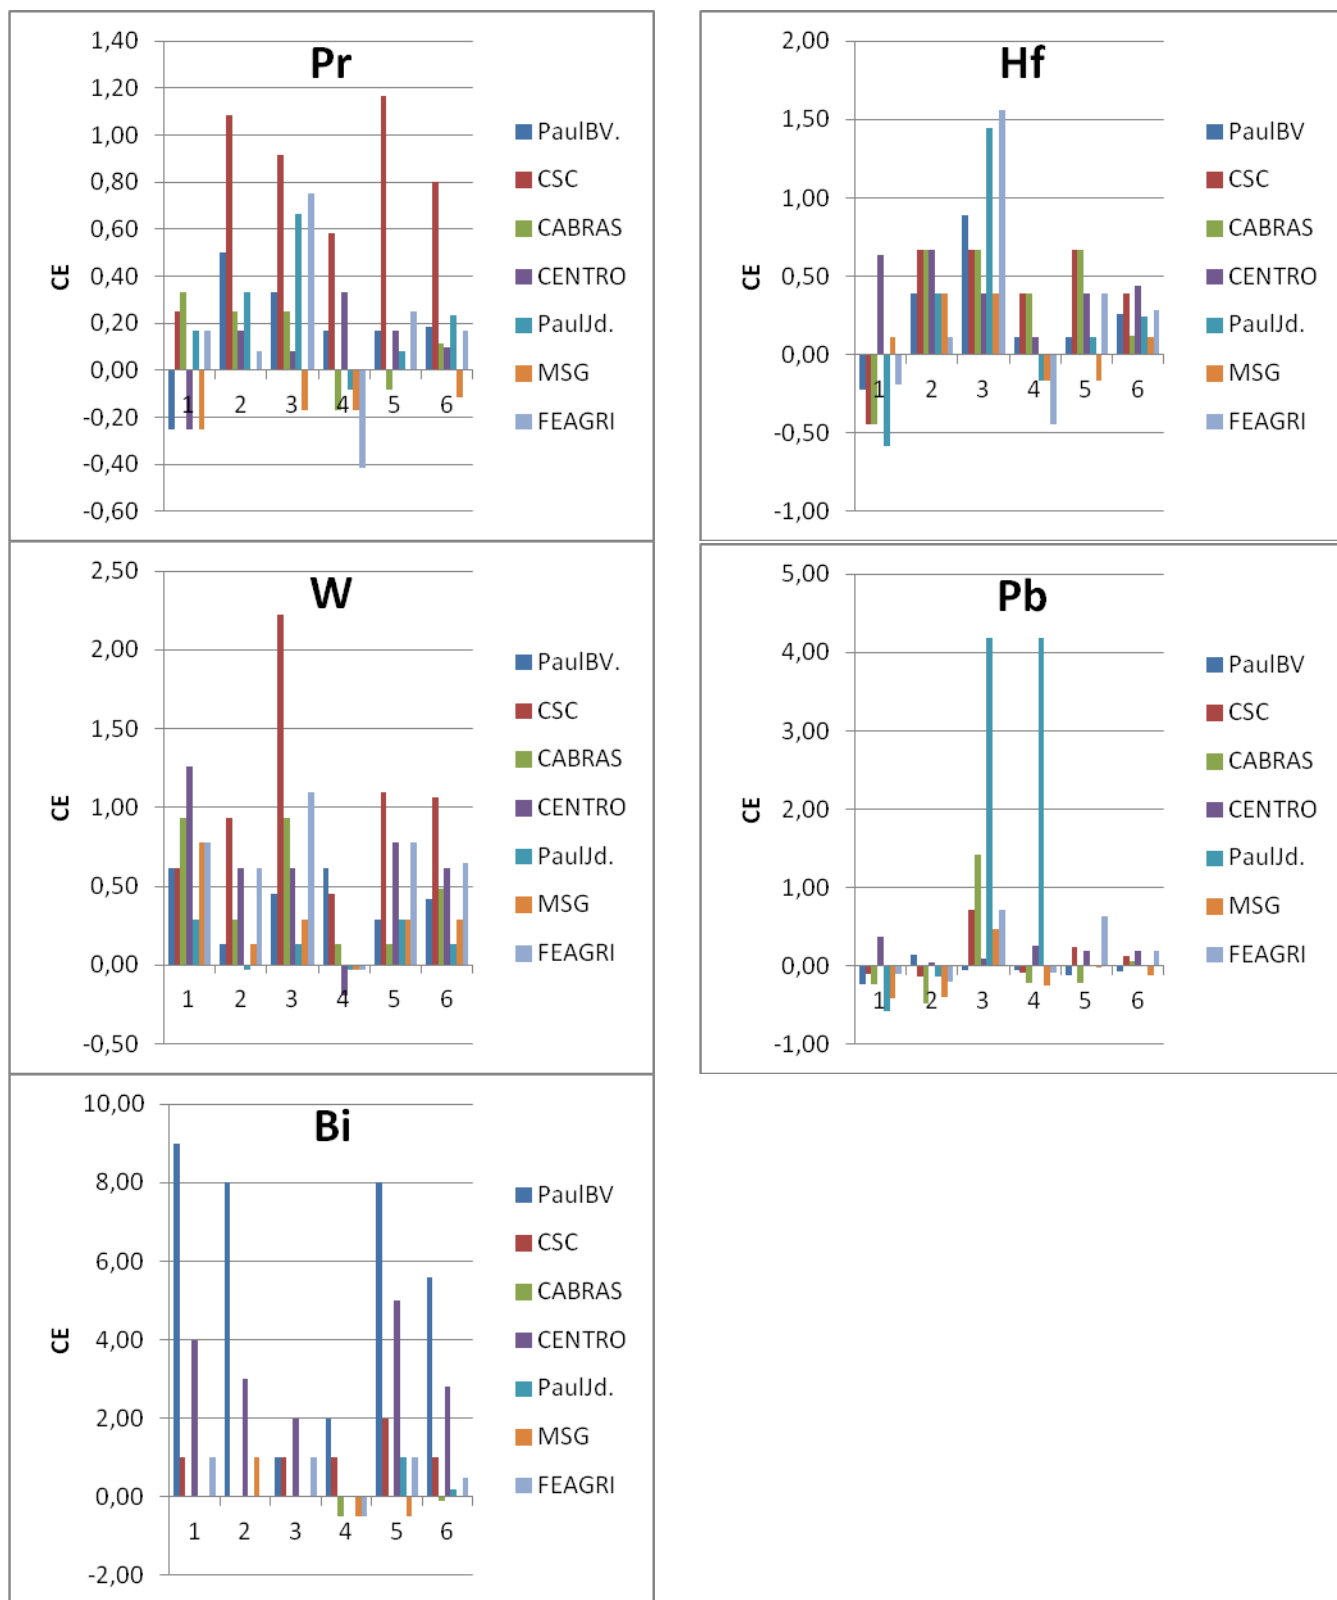 Pr
1,40
1,20
1,00
0,80
0,60
0,40
0,20
0,00
-0,20
-0,40
-0,60
CE
1 2 3 4 5 6
PaulBV.
CSC
CABRAS
CENTRO
PaulJd.
MSG
FEAGRI
Hf
2,00
1,50
1,00
0,50
0,00
-0,50
-1,00
CE
1 2 3 4 5 6
PaulBV
CSC
CABRAS
CENTRO
PaulJd.
MSG
FEAGRI
W
2,50
2,00
1,50
1,00
0,50
0,00
-0,50
CE
1 2 3 4 5 6
PaulBV.
CSC
CABRAS
CENTRO
PaulJd.
MSG
FEAGRI
Pb
5,00
4,00
3,00
2,00
1,00
0,00
-1,00
CE
1 2 3 4 5 6
PaulBV
CSC
CABRAS
CENTRO
PaulJd.
MSG
FEAGRI
Bi
10,00
8,00
6,00
4,00
2,00
0,00
-2,00
CE
1 2 3 4 5 6
PaulBV
CSC
CABRAS
CENTRO
PaulJd.
MSG
FEAGRI